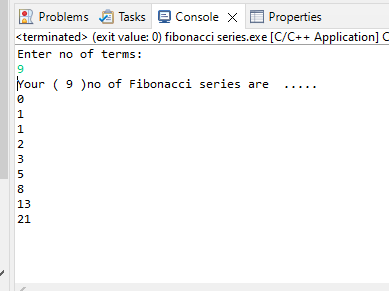 Problems Tasks Console Properties
<terminated> (exit value: 0) fibonacci series.exe [C/C++ Application] C
Enter no of terms:
9
Your ( 9 )no of Fibonacci series are  .....
0
1
1
2
3
5
8
13
21